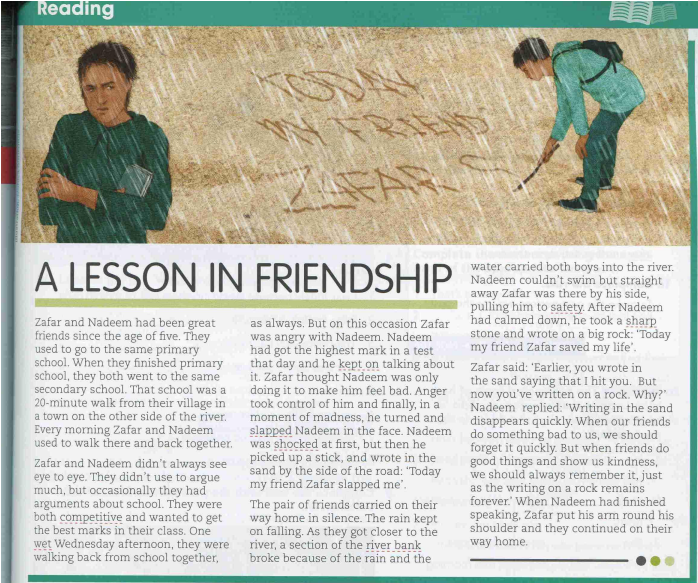 Reading
TODAY
MY FRIEND
ZAFAR S
A LESSON IN FRIENDSHIP
Zafar and Nadeem had been great
friends since the age of five. They
used to go to the same primary
school. When they finished primary
school, they both went to the same
secondary school. That school was a
20-minute walk from their village in
a town on the other side of the river.
Every morning Zafar and Nadeem
used to walk there and back together.
Zafar and Nadeem didn't always see
eye to eye. They didn't use to argue
much, but occasionally they had
arguments about school. They were
both competitive and wanted to get
the best marks in their class. One
wet Wednesday afternoon, they were
walking back from school together,
as always. But on this occasion Zafar
was angry with Nadeem. Nadeem
had got the highest mark in a test
that day and he kept on talking about
it. Zafar thought Nadeem was only
doing it to make him feel bad. Anger
took control of him and finally, in a
moment of madness, he turned and
slapped Nadeem in the face. Nadeem
was shocked at first, but then he
picked up a stick, and wrote in the
sand by the side of the road: 'Today
my friend Zafar slapped me'.
The pair of friends carried on their
way home in silence. The rain kept
on falling. As they got closer to the
river, a section of the river bank
broke because of the rain and the
water carried both boys into the river.
Nadeem couldn't swim but straight
away Zafar was there by his side,
pulling him to safety. After Nadeem
had calmed down, he took a sharp
stone and wrote on a big rock: 'Today
my friend Zafar saved my life'.
Zafar said: 'Earlier, you wrote in
the sand saying that I hit you. But
now you've written on a rock. Why?'
Nadeem replied: 'Writing in the sand
disappears quickly. When our friends
do something bad to us, we should
forget it quickly. But when friends do
good things and show us kindness,
we should always remember it, just
as the writing on a rock remains
forever.' When Nadeem had finished
speaking, Zafar put his arm round his
shoulder and they continued on their
way home.